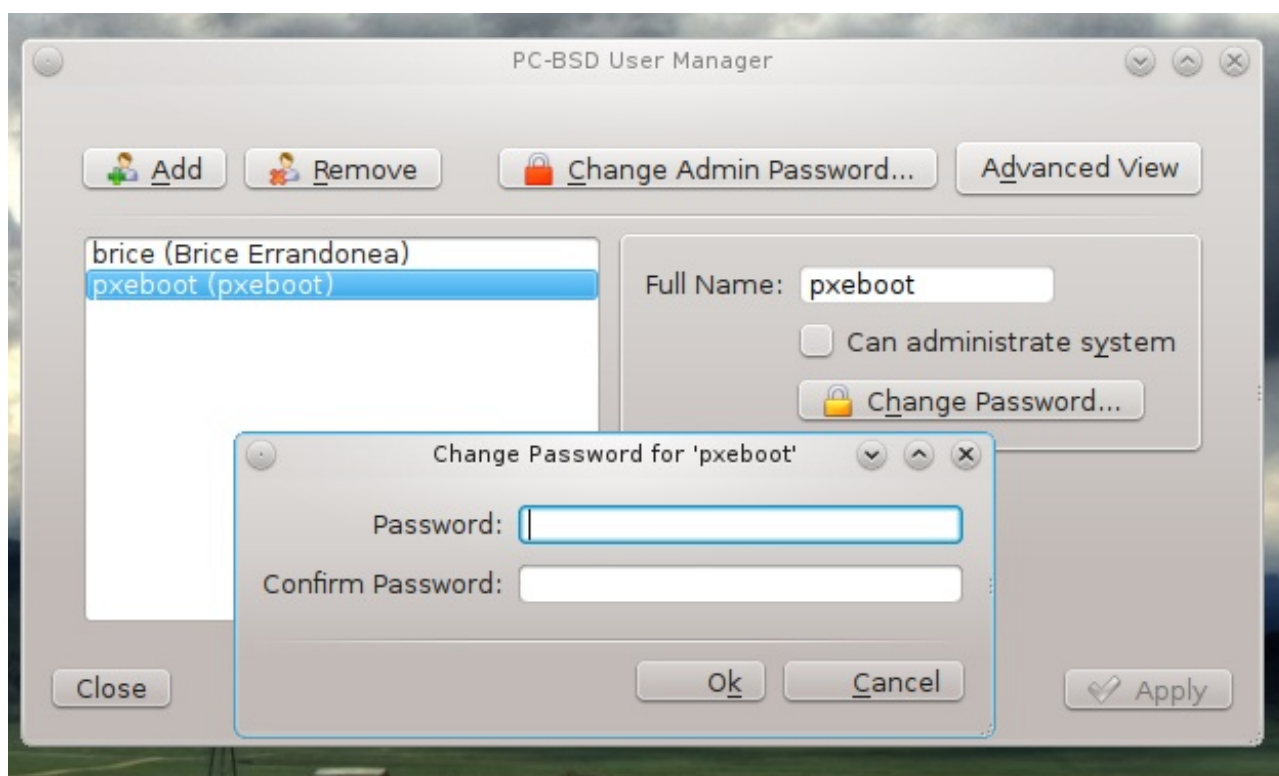 PC-BSD User Manager
Add
Remove
Change Admin Password...
Advanced View
brice (Brice Errandonea)
pxeboot (pxeboot)
Full Name: pxeboot
Can administrate system
Change Password...
Change Password for 'pxeboot'
Password:
Confirm Password:
Ok
Cancel
Close
Apply